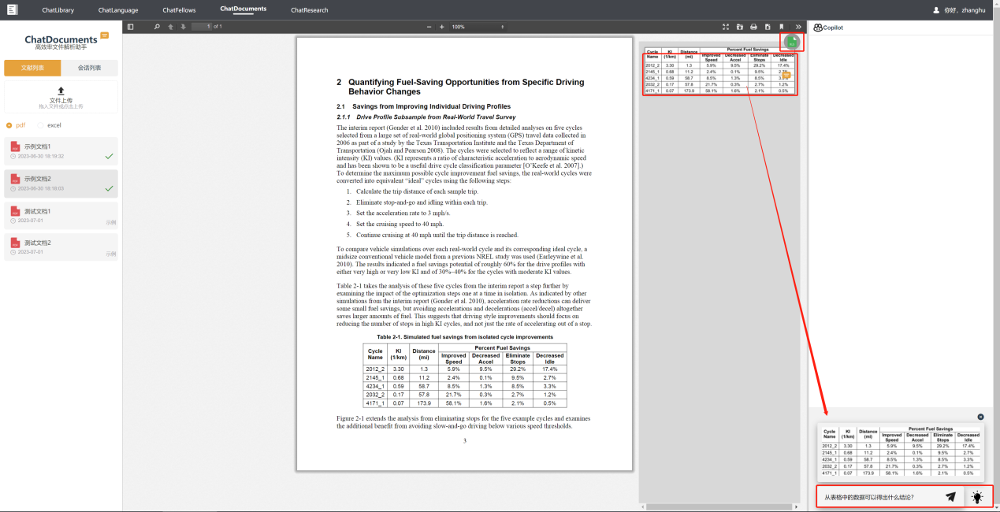 ChatLibrary ChatLanguage ChatFellows ChatDocuments ChatResearch 你好，zhanghu
ChatDocuments
高效率文件解析助手
文献列表 会话列表
文件上传
拖入文件或点击上传
pdf excel
示例文档1
2023-06-30 18:19:32
示例文档2
2023-06-30 18:18:03
测试文档1
2023-07-01 示例
测试文档2
2023-07-01 示例
1 of 1 100%
2 Quantifying Fuel-Saving Opportunities from Specific Driving
Behavior Changes
2.1 Savings from Improving Individual Driving Profiles
2.1.1 Drive Profile Subsample from Real-World Travel Survey
The interim report (Gonder et al. 2010) included results from detailed analyses on five cycles
selected from a large set of real-world global positioning system (GPS) travel data collected in
2006 as part of a study by the Texas Transportation Institute and the Texas Department of
Transportation (Ojah and Pearson 2008). The cycles were selected to reflect a range of kinetic
intensity (KI) values. (KI represents a ratio of characteristic acceleration to aerodynamic speed
and has been shown to be a useful drive cycle classification parameter [O'Keefe et al. 2007].)
To determine the maximum possible cycle improvement fuel savings, the real-world cycles were
converted into equivalent “ideal” cycles using the following steps:
1. Calculate the trip distance of each sample trip.
2. Eliminate stop-and-go and idling within each trip.
3. Set the acceleration rate to 3 mph/s.
4. Set the cruising speed to 40 mph.
5. Continue cruising at 40 mph until the trip distance is reached.
To compare vehicle simulations over each real-world cycle and its corresponding ideal cycle, a
midsize conventional vehicle model from a previous NREL study was used (Earleywine et al.
2010). The results indicated a fuel savings potential of roughly 60% for the drive profiles with
either very high or very low KI and of 30%–40% for the cycles with moderate KI values.
Table 2-1 takes the analysis of these five cycles from the interim report a step further by
examining the impact of the optimization steps one at a time in isolation. As indicated by other
simulations from the interim report (Gonder et al. 2010), acceleration rate reductions can deliver
some small fuel savings, but avoiding accelerations and decelerations (accel/decel) altogether
saves larger amounts of fuel. This suggests that driving style improvements should focus on
reducing the number of stops in high KI cycles, and not just the rate of accelerating out of a stop.
Table 2-1. Simulated fuel savings from isolated cycle improvements
Cycle Name KI (1/km) Distance (mi) Percent Fuel Savings
Improved Speed Decreased Accel Eliminate Stops Decreased Idle
2012_2 3.30 1.3 5.9% 9.5% 29.2% 17.4%
2145_1 0.68 11.2 2.4% 0.1% 9.5% 2.7%
4234_1 0.59 58.7 8.5% 1.3% 8.5% 3.3%
2032_2 0.17 57.8 21.7% 0.3% 2.7% 1.2%
4171_1 0.07 173.9 58.1% 1.6% 2.1% 0.5%
Figure 2-1 extends the analysis from eliminating stops for the five example cycles and examines
the additional benefit from avoiding slow-and-go driving below various speed thresholds.
3
Cycle Name KI (1/km) Distance (mi) Percent Fuel Savings
Improved Speed Decreased Accel Eliminate Stops Decreased Idle
2012_2 3.30 1.3 5.9% 9.5% 29.2% 17.4%
2145_1 0.68 11.2 2.4% 0.1% 9.5% 2.7%
4234_1 0.59 58.7 8.5% 1.3% 8.5%
2032_2 0.17 57.8 21.7% 0.3% 2.7% 1.2%
4171_1 0.07 173.9 58.1% 1.6% 2.1% 0.5%
Copilot
Cycle Name KI (1/km) Distance (mi) Percent Fuel Savings
Improved Speed Decreased Accel Eliminate Stops Decreased Idle
2012_2 3.30 1.3 5.9% 9.5% 29.2% 17.4%
2145_1 0.68 11.2 2.4% 0.1% 9.5% 2.7%
4234_1 0.59 58.7 8.5% 1.3% 8.5% 3.3%
2032_2 0.17 57.8 21.7% 0.3% 2.7% 1.2%
4171_1 0.07 173.9 58.1% 1.6% 2.1% 0.5%
从表格中的数据可以得出什么结论？